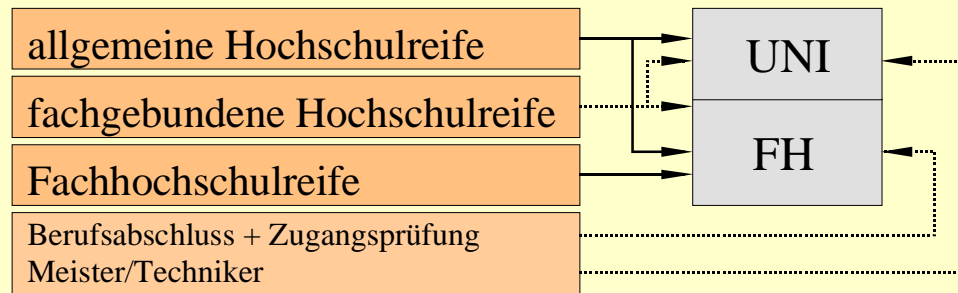 allgemeine Hochschulreife
fachgebundene Hochschulreife
Fachhochschulreife
Berufsabschluss + Zugangsprüfung
Meister/Techniker
UNI
FH